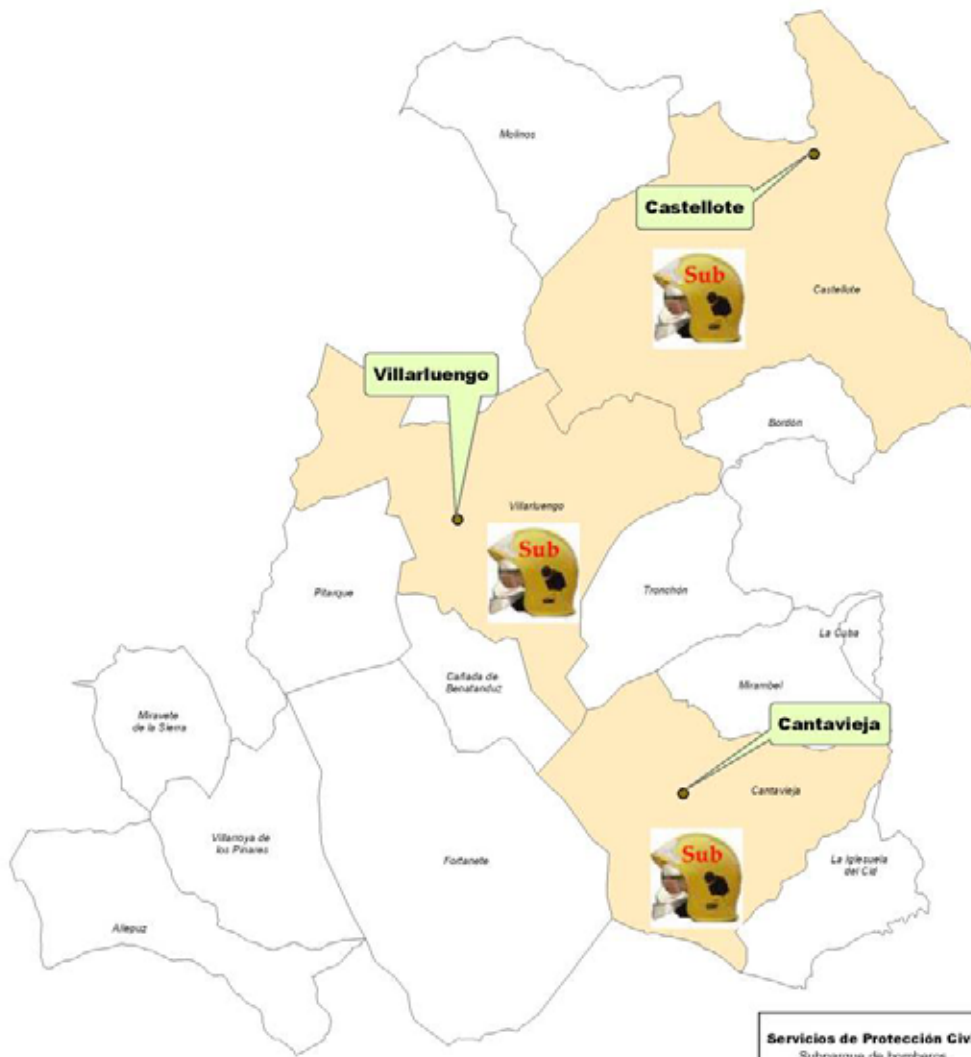 Molinos
Castellote
Sub
Castellote
Villarluengo
Bordón
Villarluengo
Sub
Pitarque
Tronchón
La Cuba
Cañada de
Benatanduz
Mirambel
Miravete
de la Sierra
Cantavieja
Cantavieja
Villarroya de
los Pinares
Fortanete
Sub
La Iglesuela
del Cid
Allepuz
Servicios de Protección Civ
Subparque de bomberos